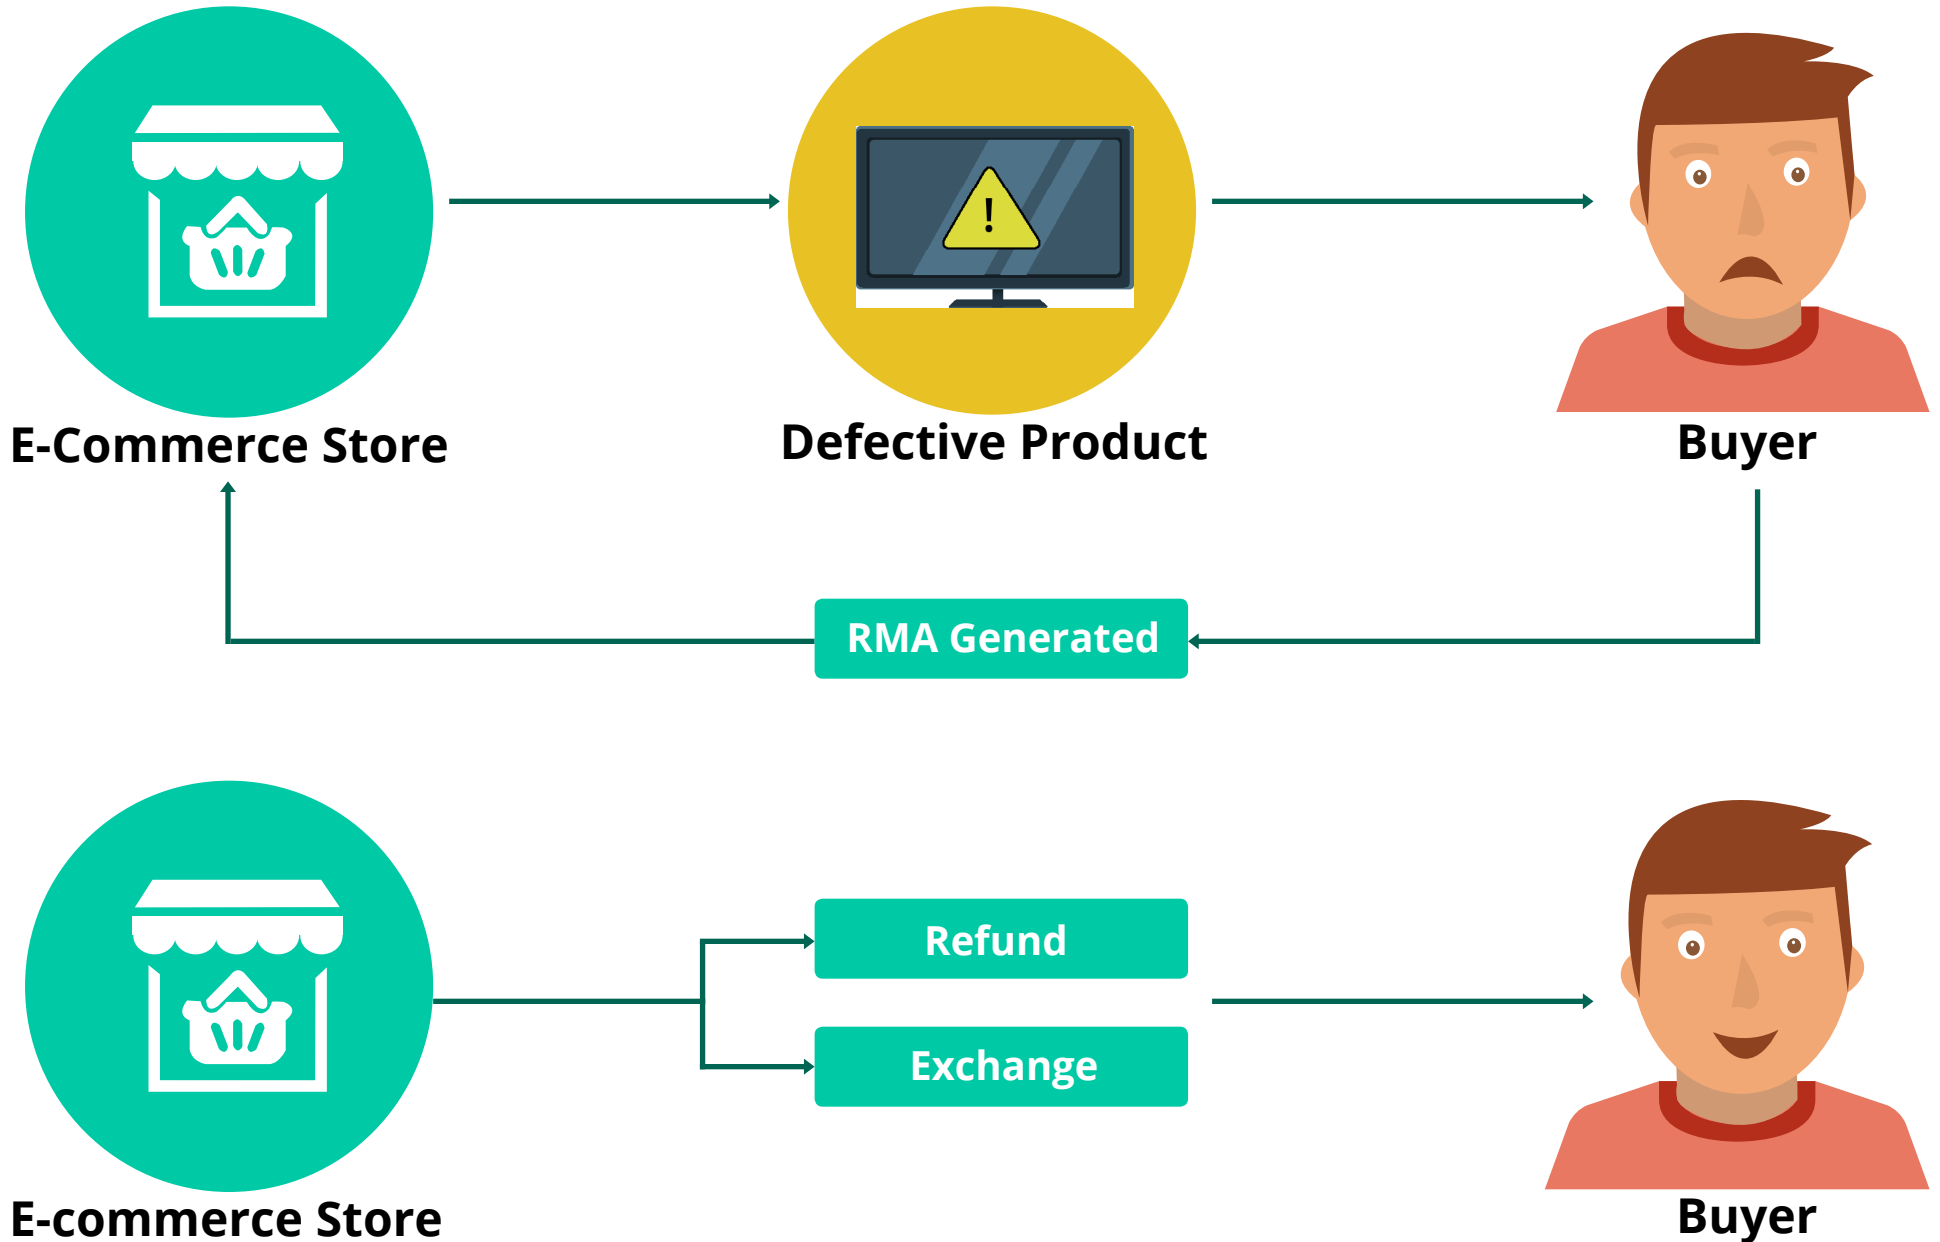 !
E-Commerce Store
Defective Product
Buyer
RMA Generated
Refund
Exchange
E-commerce Store
Buyer